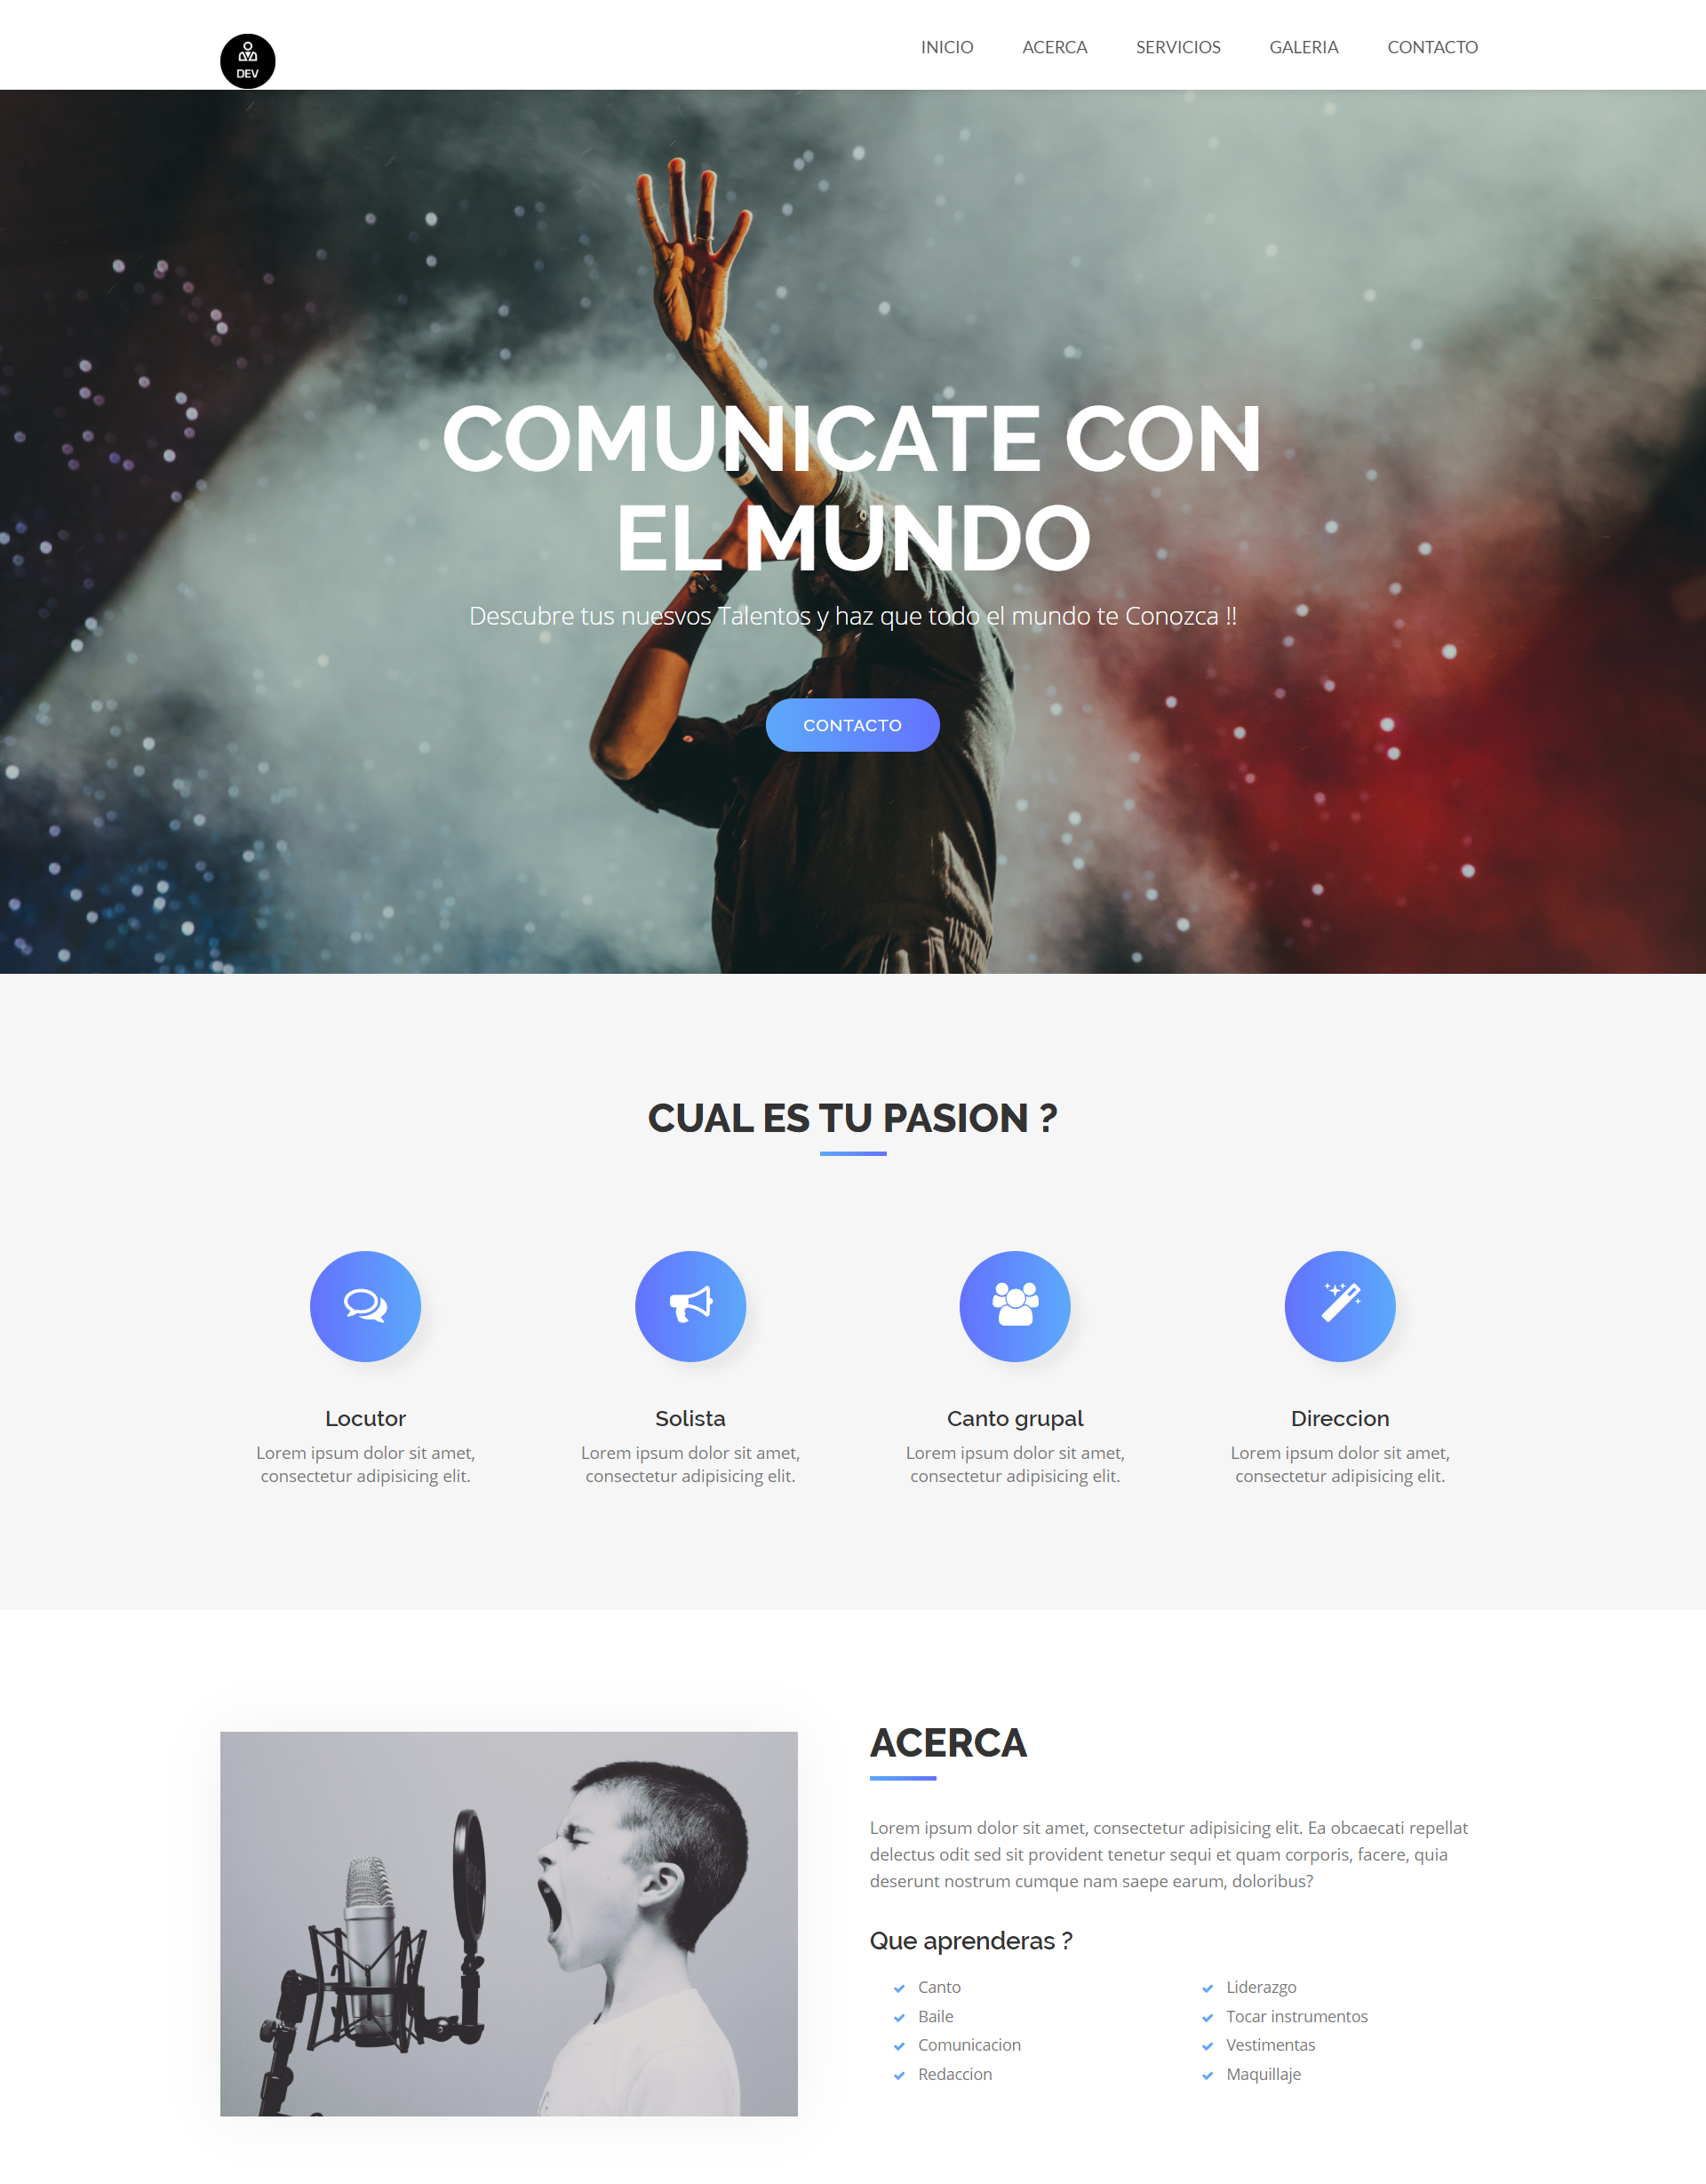 DEV
INICIO ACERCA SERVICIOS GALERIA CONTACTO
COMUNICATE CON
EL MUNDO
Descubre tus nuesvos Talentos y haz que todo el mundo te Conozca !!
CONTACTO
CUAL ES TU PASION ?
Locutor
Lorem ipsum dolor sit amet,
consectetur adipisicing elit.
Solista
Lorem ipsum dolor sit amet,
consectetur adipisicing elit.
Canto grupal
Lorem ipsum dolor sit amet,
consectetur adipisicing elit.
Direccion
Lorem ipsum dolor sit amet,
consectetur adipisicing elit.
ACERCA
Lorem ipsum dolor sit amet, consectetur adipisicing elit. Ea obcaecati repellat
delectus odit sed sit provident tenetur sequi et quam corporis, facere, quia
deserunt nostrum cumque nam saepe earum, doloribus?
Que aprenderas ?
Canto
Baile
Comunicacion
Redaccion
Liderazgo
Tocar instrumentos
Vestimentas
Maquillaje